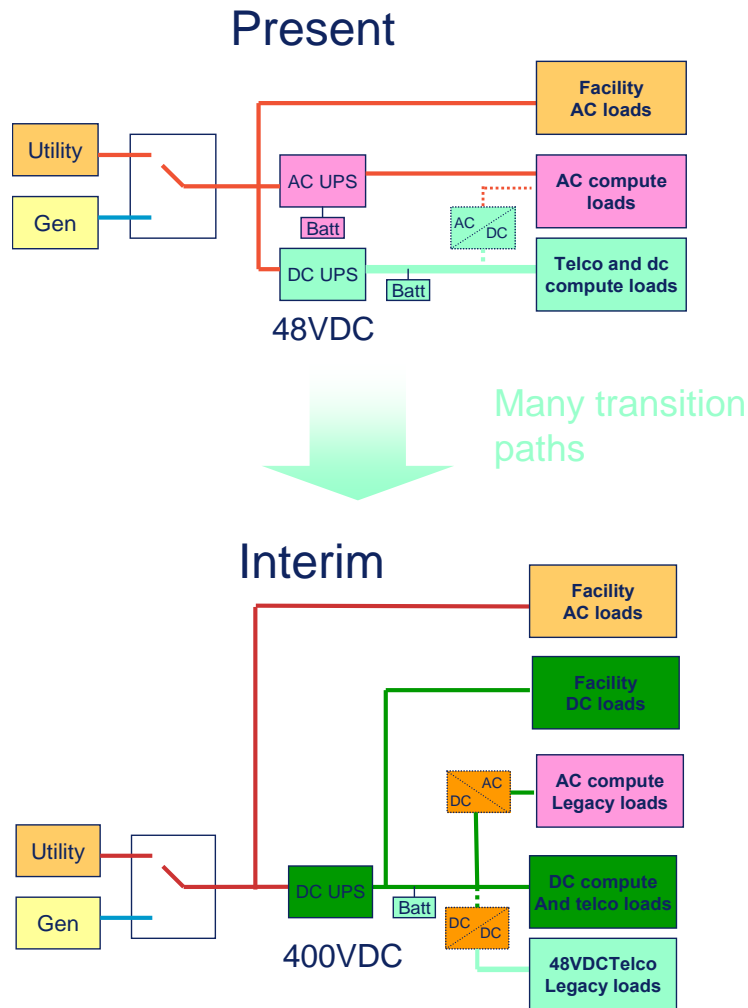 Present
Facility
AC loads
Utility
AC UPS
AC compute
loads
Batt
Gen
AC
DC
DC UPS
Telco and dc
compute loads
Batt
48VDC
Many transition
paths
Interim
Facility
AC loads
Facility
DC loads
AC
DC
AC compute
Legacy loads
Utility
DC UPS
DC compute
And telco loads
Batt
Gen
DC
DC
400VDC
48VDCTelco
Legacy loads